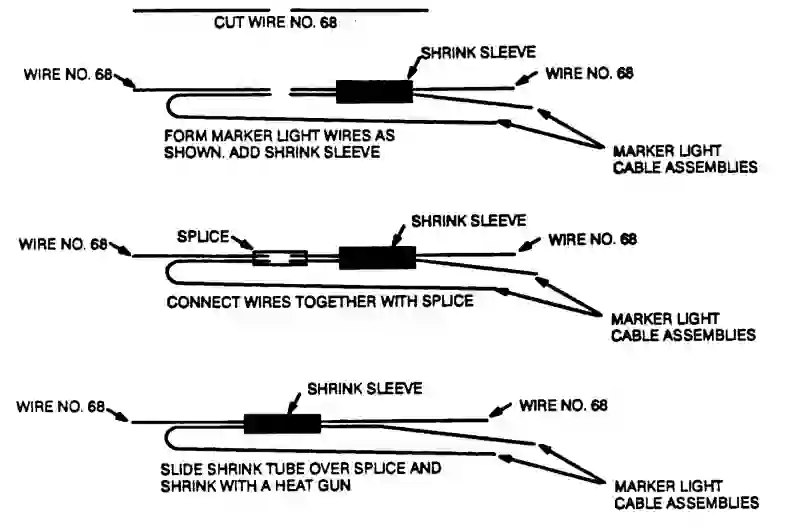 CUT WIRE NO. 68
SHRINK SLEEVE
WIRE NO. 68
WIRE NO. 68
FORM MARKER LIGHT WIRES AS
SHOWN. ADD SHRINK SLEEVE
MARKER LIGHT
CABLE ASSEMBLIES
SHRINK SLEEVE
SPLICE
WIRE NO. 68
WIRE NO. 68
CONNECT WIRES TOGETHER WITH SPLICE
MARKER LIGHT
CABLE ASSEMBLIES
SHRINK SLEEVE
WIRE NO. 68
WIRE NO. 68
SLIDE SHRINK TUBE OVER SPLICE AND
SHRINK WITH A HEAT GUN
MARKER LIGHT
CABLE ASSEMBLIES